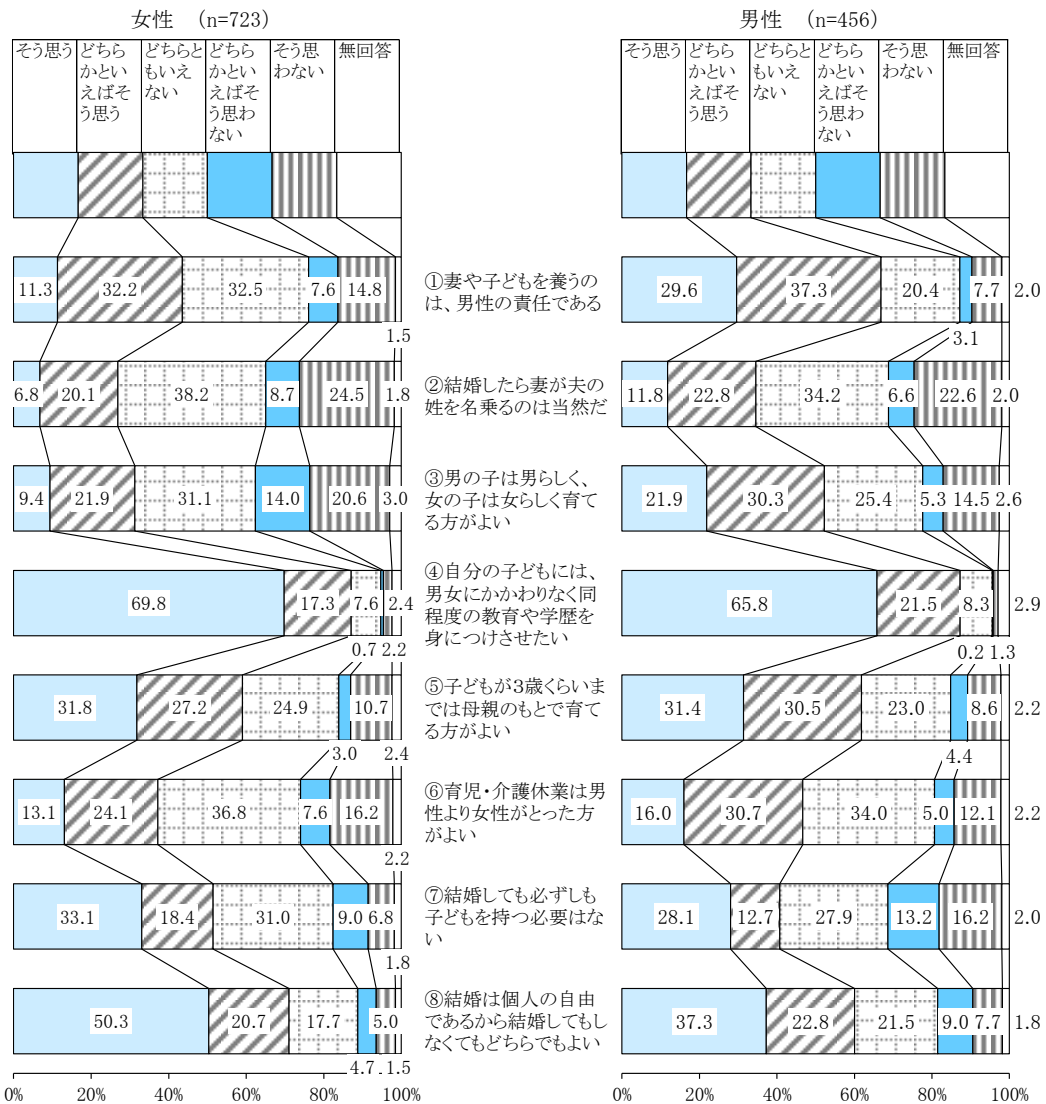 女性　(n=723)
男性　(n=456)
そう思う
どちら
かとい
えばそ
う思う
どちらと
もいえ
ない
どちら
かとい
えばそ
う思わ
ない
そう思
わない
無回答
そう思う
どちら
かとい
えばそ
う思う
どちらと
もいえ
ない
どちら
かとい
えばそ
う思わ
ない
そう思
わない
無回答
11.3 32.2 32.5 7.6 14.8
1.5
①妻や子どもを養うの
は、男性の責任である
29.6 37.3 20.4 7.7 2.0
3.1
6.8 20.1 38.2 8.7 24.5 1.8
②結婚したら妻が夫の
姓を名乗るのは当然だ
11.8 22.8 34.2 6.6 22.6 2.0
9.4 21.9 31.1 14.0 20.6 3.0
③男の子は男らしく、
女の子は女らしく育て
る方がよい
21.9 30.3 25.4 5.3 14.5 2.6
69.8 17.3 7.6 2.4
0.7 2.2
④自分の子どもには、
男女にかかわりなく同
程度の教育や学歴を
身につけさせたい
65.8 21.5 8.3 2.9
0.2 1.3
31.8 27.2 24.9 10.7
3.0 2.4
⑤子どもが3歳くらいま
では母親のもとで育て
る方がよい
31.4 30.5 23.0 8.6 2.2
4.4
13.1 24.1 36.8 7.6 16.2
2.2
⑥育児・介護休業は男
性より女性がとった方
がよい
16.0 30.7 34.0 5.0 12.1 2.2
33.1 18.4 31.0 9.0 6.8
1.8
⑦結婚しても必ずしも
子どもを持つ必要はな
い
28.1 12.7 27.9 13.2 16.2 2.0
50.3 20.7 17.7 5.0
4.7 1.5
⑧結婚は個人の自由
であるから結婚してもし
なくてもどちらでもよい
37.3 22.8 21.5 9.0 7.7 1.8
0% 20% 40% 60% 80% 100%
0% 20% 40% 60% 80% 100%